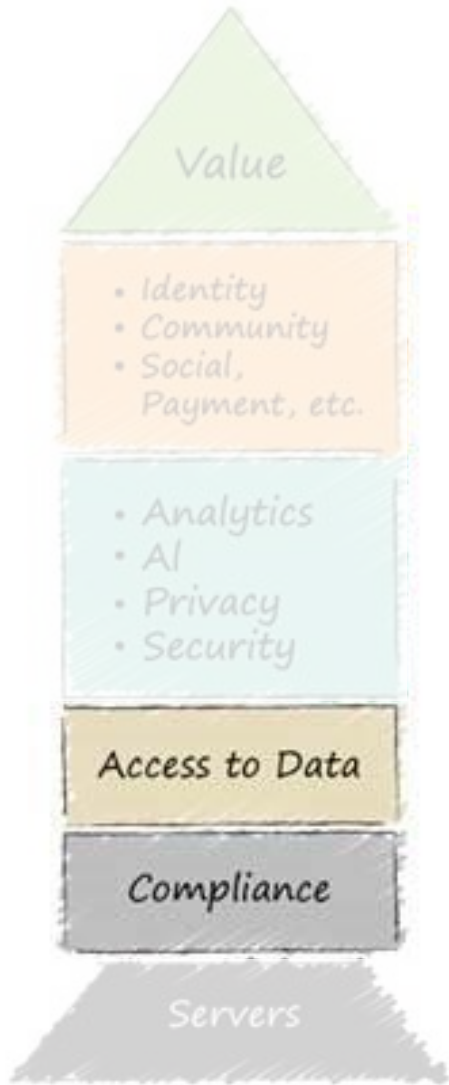 Value
• Identity
• Community
• Social,
Payment, etc.
• Analytics
• AI
• Privacy
• Security
Access to Data
Compliance
Servers